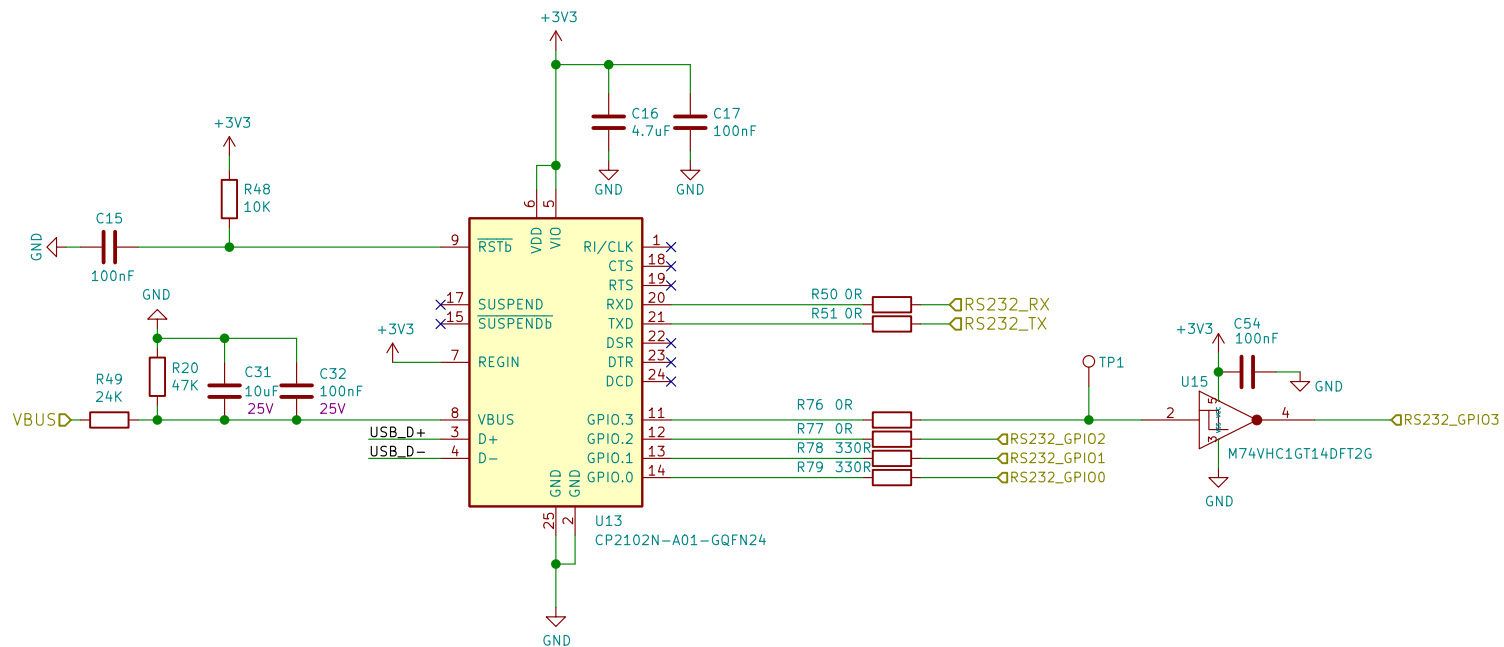 +3V3
C16
4.7uF
C17
100nF
GND
GND
+3V3
R48
10K
C15
100nF
GND
6
5
VDD
VIO
9
RSTb
17
SUSPEND
15
SUSPENDb
+3V3
7
REGIN
8
VBUS
3
D+
4
D-
USB_D+
USB_D-
GND
R20
47K
C31
10uF
25V
C32
100nF
25V
R49
24K
VBUS
RI/CLK
1
CTS
18
RTS
19
RXD
20
R50 0R
RS232_RX
TXD
21
R51 0R
RS232_TX
DSR
22
DTR
23
DCD
24
GPIO.3
11
R76 0R
GPIO.2
12
R77 0R
RS232_GPIO2
GPIO.1
13
R78 330R
RS232_GPIO1
GPIO.0
14
R79 330R
RS232_GPIO0
GND
GND
25
2
U13
CP2102N-A01-GQFN24
GND
TP1
+3V3
C54
100nF
GND
U15
5
2
4
3
RS232_GPIO3
M74VHC1GT14DFT2G
GND